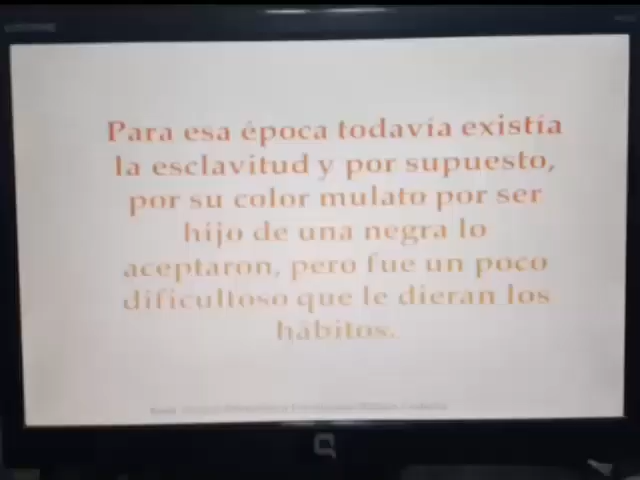 Para esa época todavía existía
la esclavitud y por supuesto,
por su color mulato por ser
hijo de una negra lo
aceptaron, pero fue un poco
dificultoso que le dieran los
hábitos.